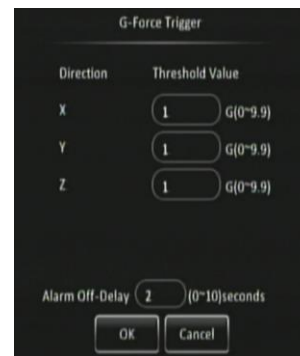 G-Force Trigger
Direction Threshold Value
X 1 G(0~9.9)
Y 1 G(0~9.9)
Z 1 G(0~9.9)
Alarm Off-Delay 2 (0~10)seconds
OK Cancel